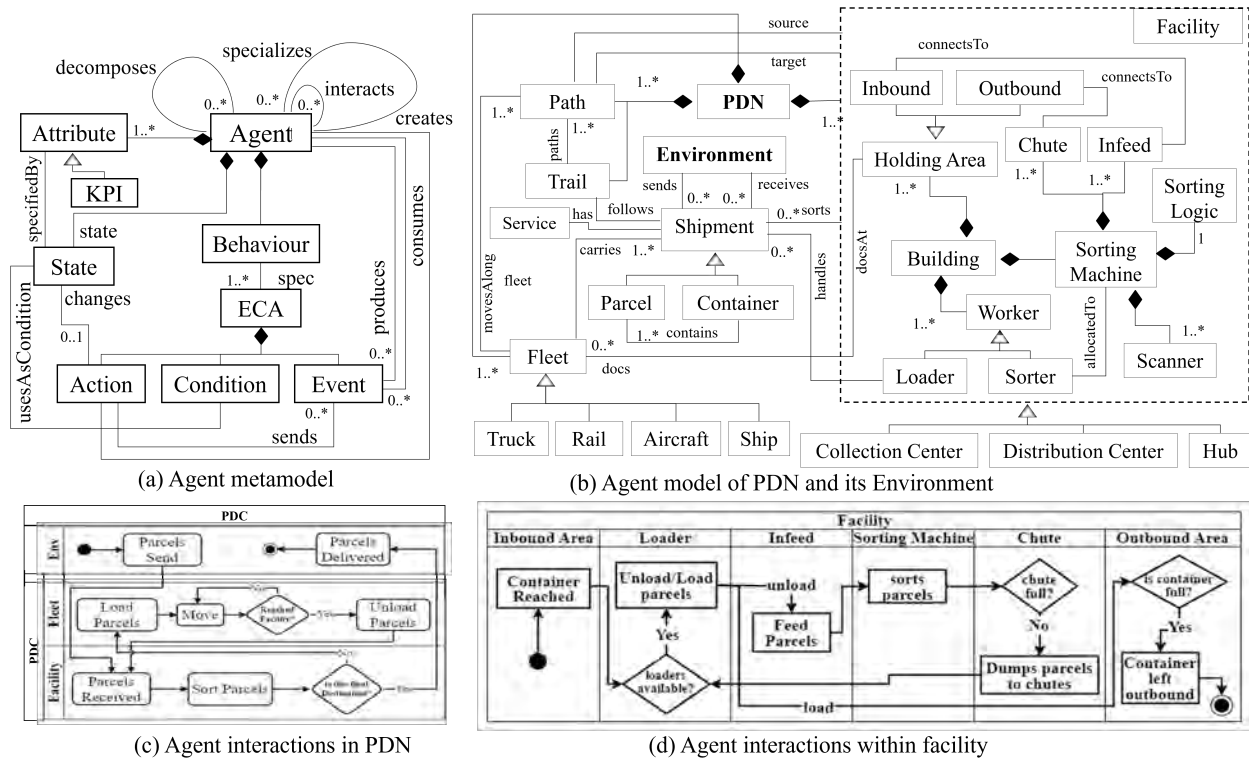 specializes
decomposes
interacts
0..*
0..*
0..*
creates
Attribute
1..*
Agent
KPI
specifiedBy
state
consumes
Behaviour
State
1..*
spec
changes
ECA
produces
usesAsCondition
0..1
0..*
Action
Condition
Event
0..*
0..*
sends
(a) Agent metamodel
source
Facility
target
connectsTo
1..*
Inbound
Outbound
connectsTo
Path
PDN
1..*
1..*
1..*
paths
Environment
Chute
Infeed
Holding Area
Trail
sends
receives
1..*
1..*
1..*
0..*
0..*
Sorting
Logic
Service
has
follows
0..*
sorts
Shipment
1
carries
1..*
0..*
docsAt
Building
Sorting
Machine
movesAlong
fleet
handles
Parcel
Container
Worker
1..*
allocatedTo
1..*
1..*
contains
Fleet
0..*
docs
Loader
Sorter
Scanner
1..*
Truck
Rail
Aircraft
Ship
Collection Center
Distribution Center
Hub
(b) Agent model of PDN and its Environment
PDC
Env
Parcels
Send
Parcels
Delivered
PDC
Fleet
Load
Parcels
Move
Unload
Parcels
Facility
Parcels
Received
Sort Parcels
(c) Agent interactions in PDN
Facility
Inbound Area
Loader
Infeed
Sorting Machine
Chute
Outbound Area
Container
Reached
Unload/Load
parcels
unload
Feed
Parcels
sorts
parcels
chute
full?
is container
full?
Yes
No
Yes
loaders
available?
Dumps parcels
to chutes
Container
left
outbound
load
(d) Agent interactions within facility